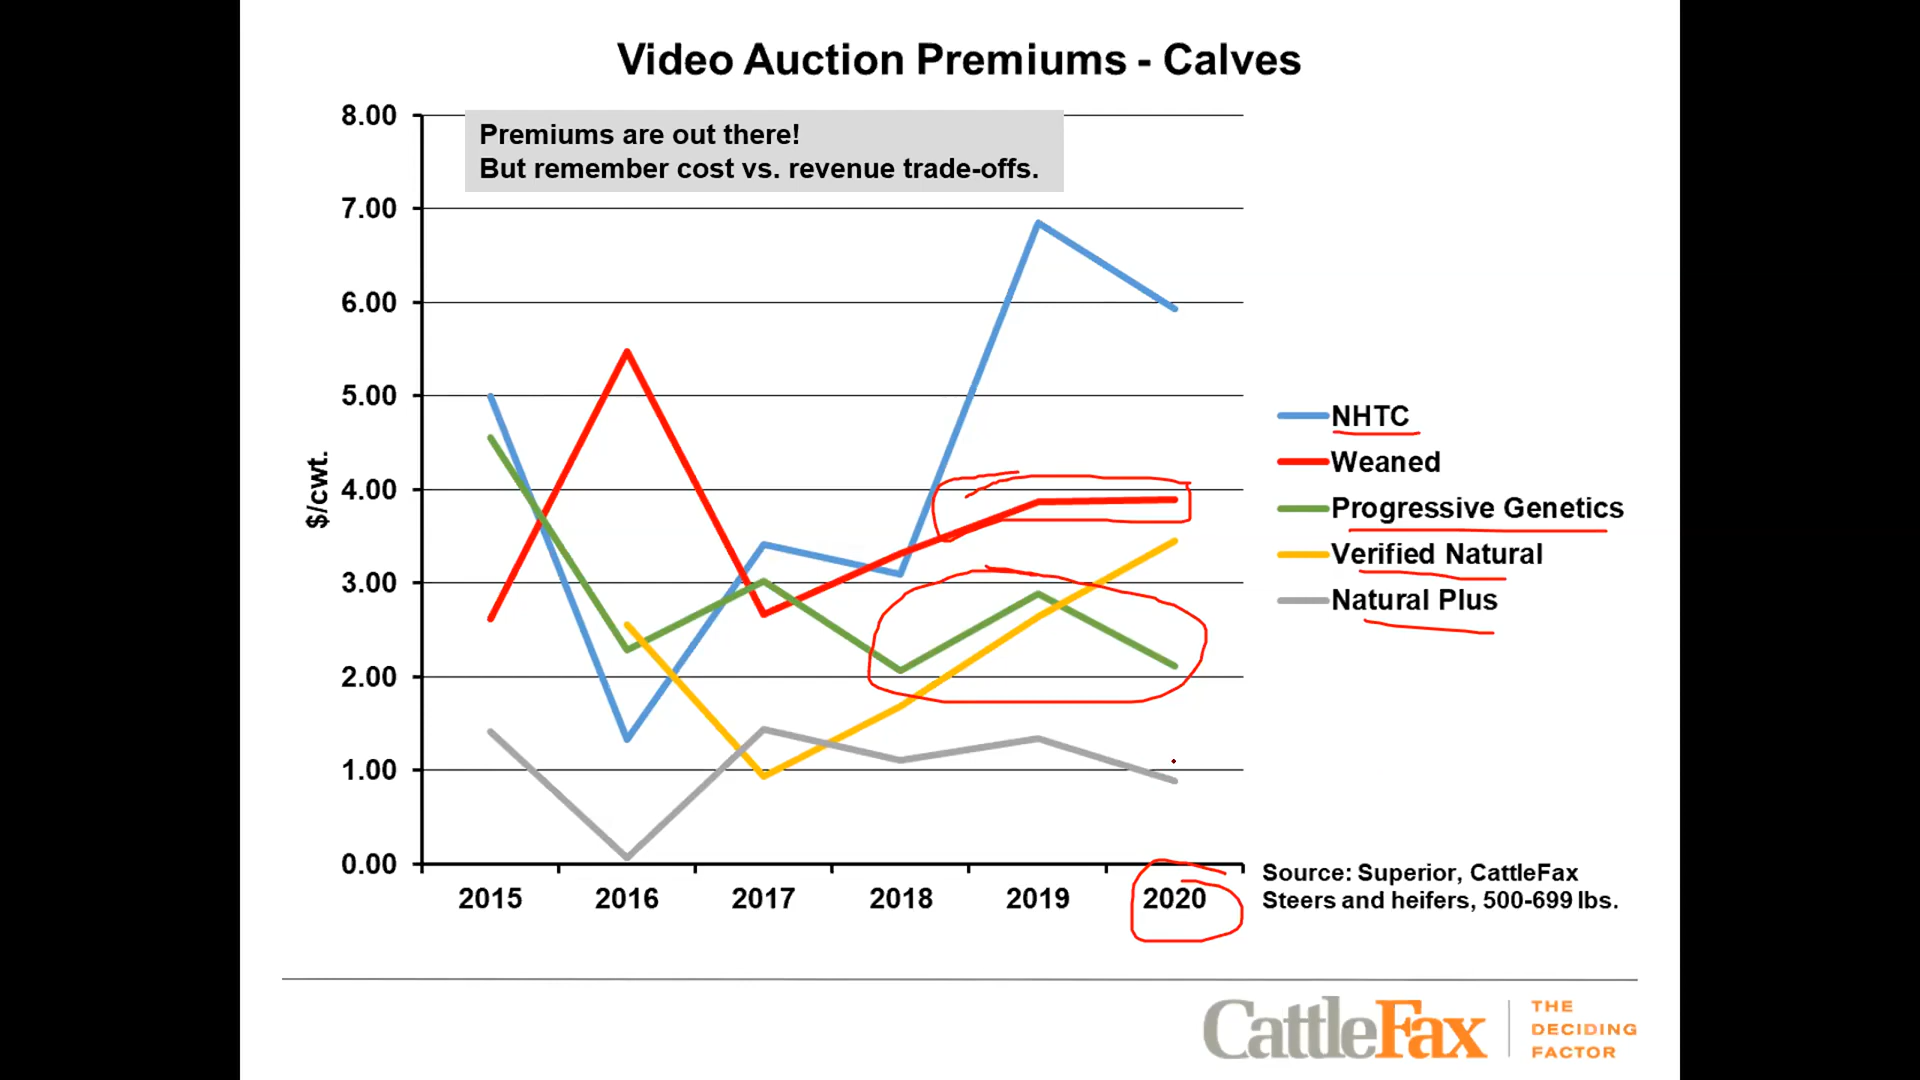 Video Auction Premiums - Calves
Premiums are out there!
But remember cost vs. revenue trade-offs.
8.00
7.00
6.00
5.00
4.00
3.00
2.00
1.00
0.00
$/cwt.
2015 2016 2017 2018 2019 2020
NHTC
Weaned
Progressive Genetics
Verified Natural
Natural Plus
Source: Superior, CattleFax
Steers and heifers, 500-699 lbs.
CattleFax
THE
DECIDING
FACTOR